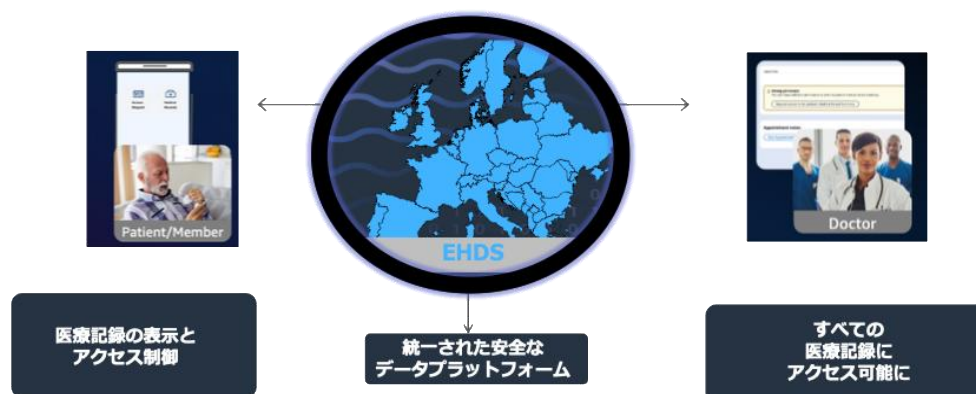 Patient/Member
EHDS
Doctor
医療記録の表示と
アクセス制御
統一された安全な
データプラットフォーム
すべての
医療記録に
アクセス可能に